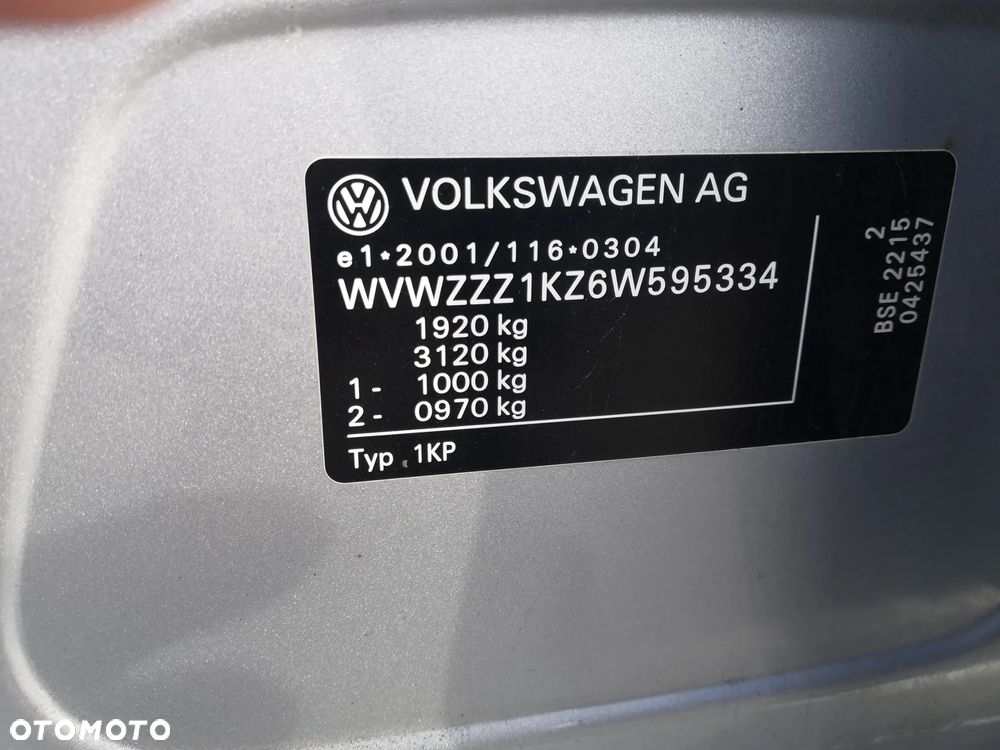 VOLKSWAGEN AG
e1*2001/116*0304
WVWZZZ1KZ6W595334
1920 kg
3120 kg
1- 1000 kg
2- 0970 kg
Typ 1KP
2
BSE 2215
0425437
OTOMOTO